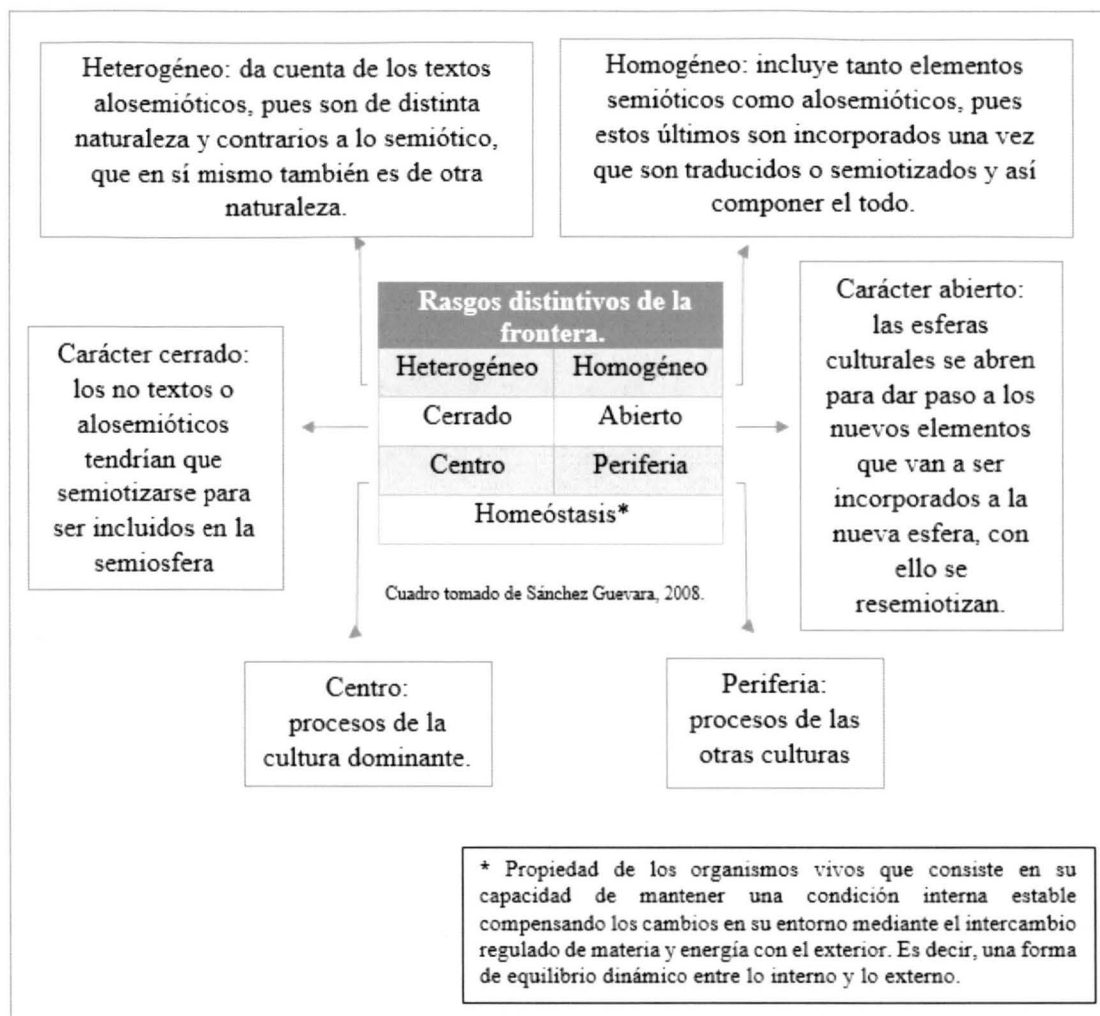 Heterogéneo: da cuenta de los textos
alosemióticos, pues son de distinta
naturaleza y contrarios a lo semiótico,
que en sí mismo también es de otra
naturaleza.
Homogéneo: incluye tanto elementos
semióticos como alosemióticos, pues
estos últimos son incorporados una vez
que son traducidos o semiotizados y así
componer el todo.
Carácter cerrado:
los no textos o
alosemióticos
tendrían que
semiotizarse para
ser incluidos en la
semiosfera
Rasgos distintivos de la
frontera.
Heterogéneo Homogéneo
Cerrado Abierto
Centro Periferia
Homeóstasis*
Cuadro tomado de Sánchez Guevara, 2008.
Carácter abierto:
las esferas
culturales se abren
para dar paso a los
nuevos elementos
que van a ser
incorporados a la
nueva esfera, con
ello se
resemiotizan.
Centro:
procesos de la
cultura dominante.
Periferia:
procesos de las
otras culturas
* Propiedad de los organismos vivos que consiste en su
capacidad de mantener una condición interna estable
compensando los cambios en su entorno mediante el intercambio
regulado de materia y energía con el exterior. Es decir, una forma
de equilibrio dinámico entre lo interno y lo externo.